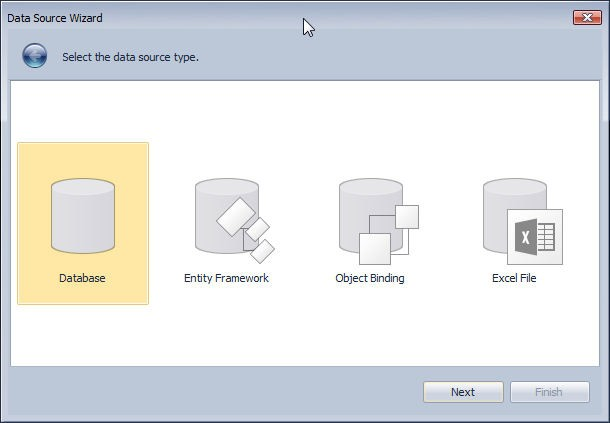 Data Source Wizard
Select the data source type.
Database
Entity Framework
Object Binding
Excel File
X
Next
Finish